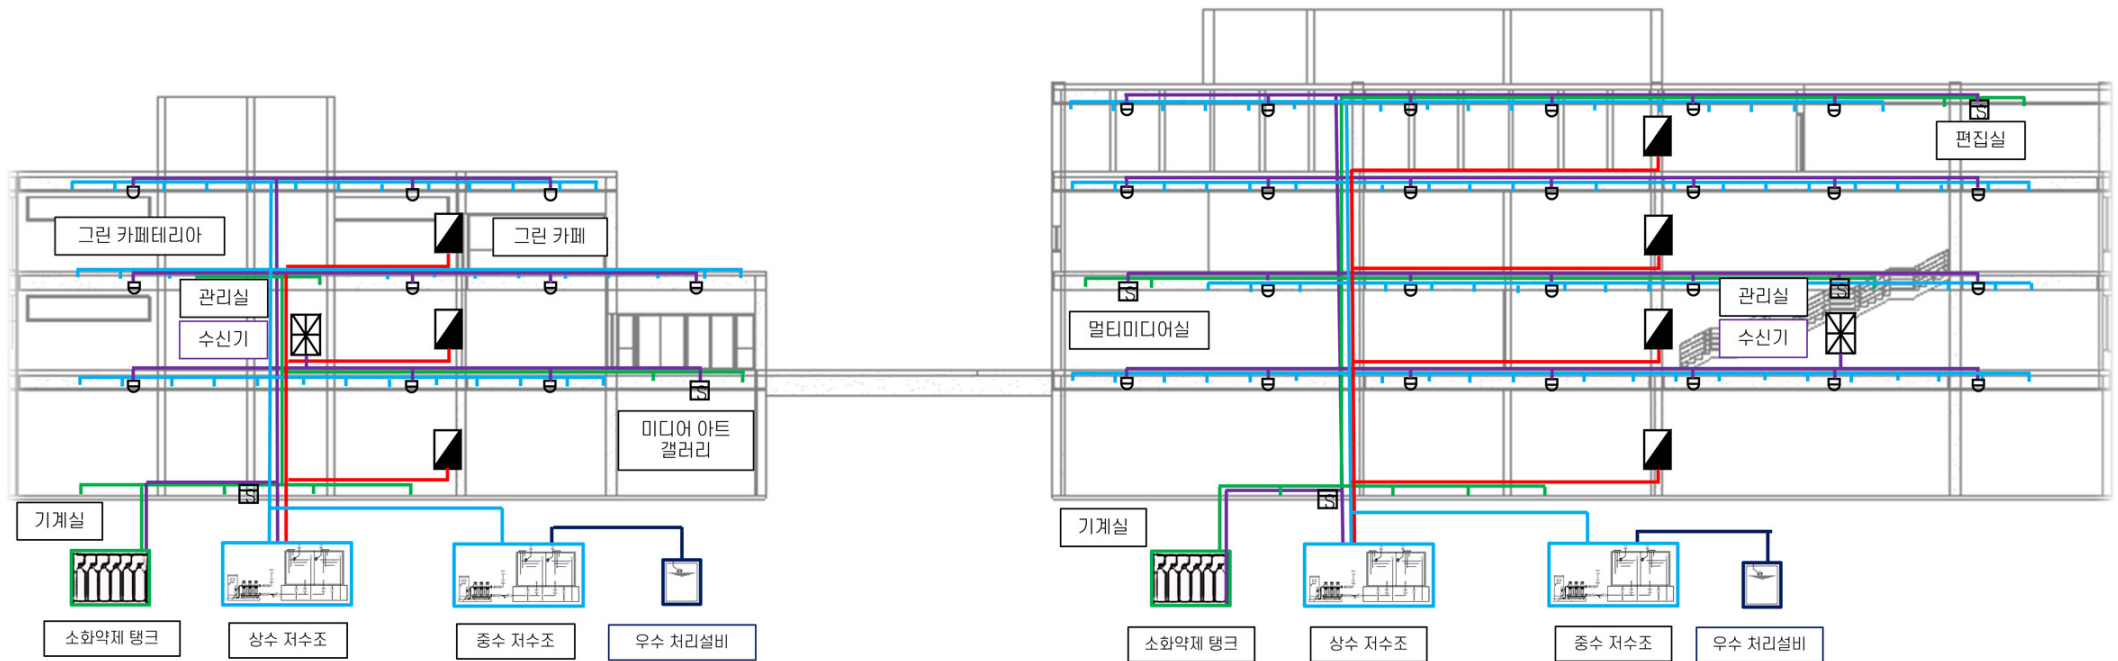 편집실
그린 카페테리아
그린 카페
관리실
수신기
멀티미디어실
관리실
수신기
미디어 아트
갤러리
기계실
기계실
소화약제 탱크
상수 저수조
중수 저수조
우수 처리설비
소화약제 탱크
상수 저수조
중수 저수조
우수 처리설비
S
S
S
S
S
S